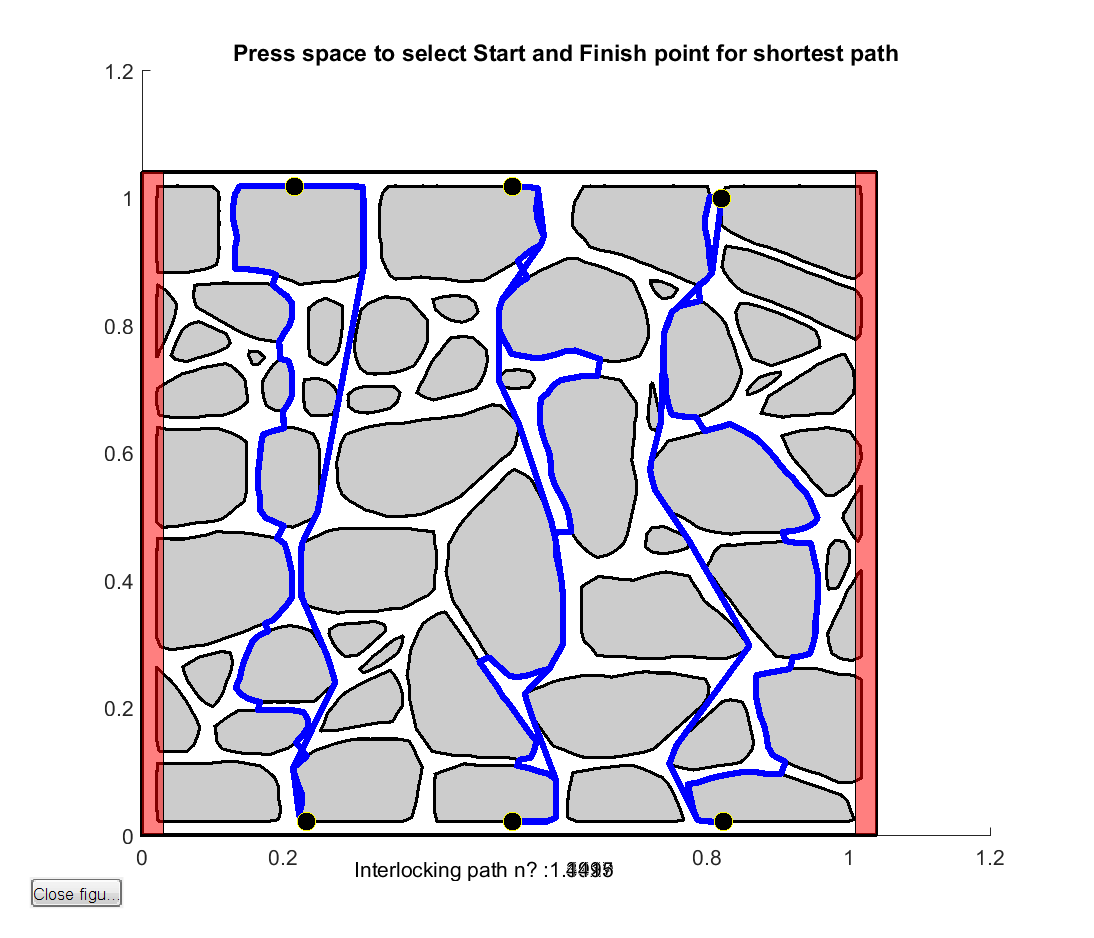 Press space to select Start and Finish point for shortest path
1.2
1
0.8
0.6
0.4
0.2
0
0 0.2 0.8 1 1.2
Interlocking path n? :1.
Close figu...